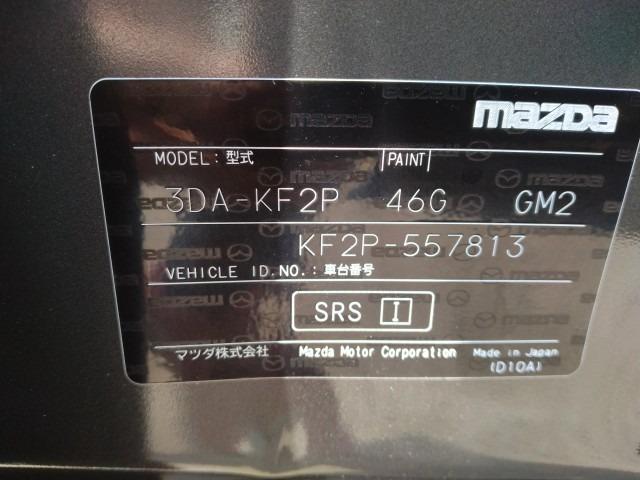 mazda
MODEL: 型式 PAINT
3DA-KF2P 46G GM2
KF2P-557813
VEHICLE ID.NO.: 車台番号
SRS I
マツダ株式会社 Mazda Motor Corporation Made in Japan
(D10A)